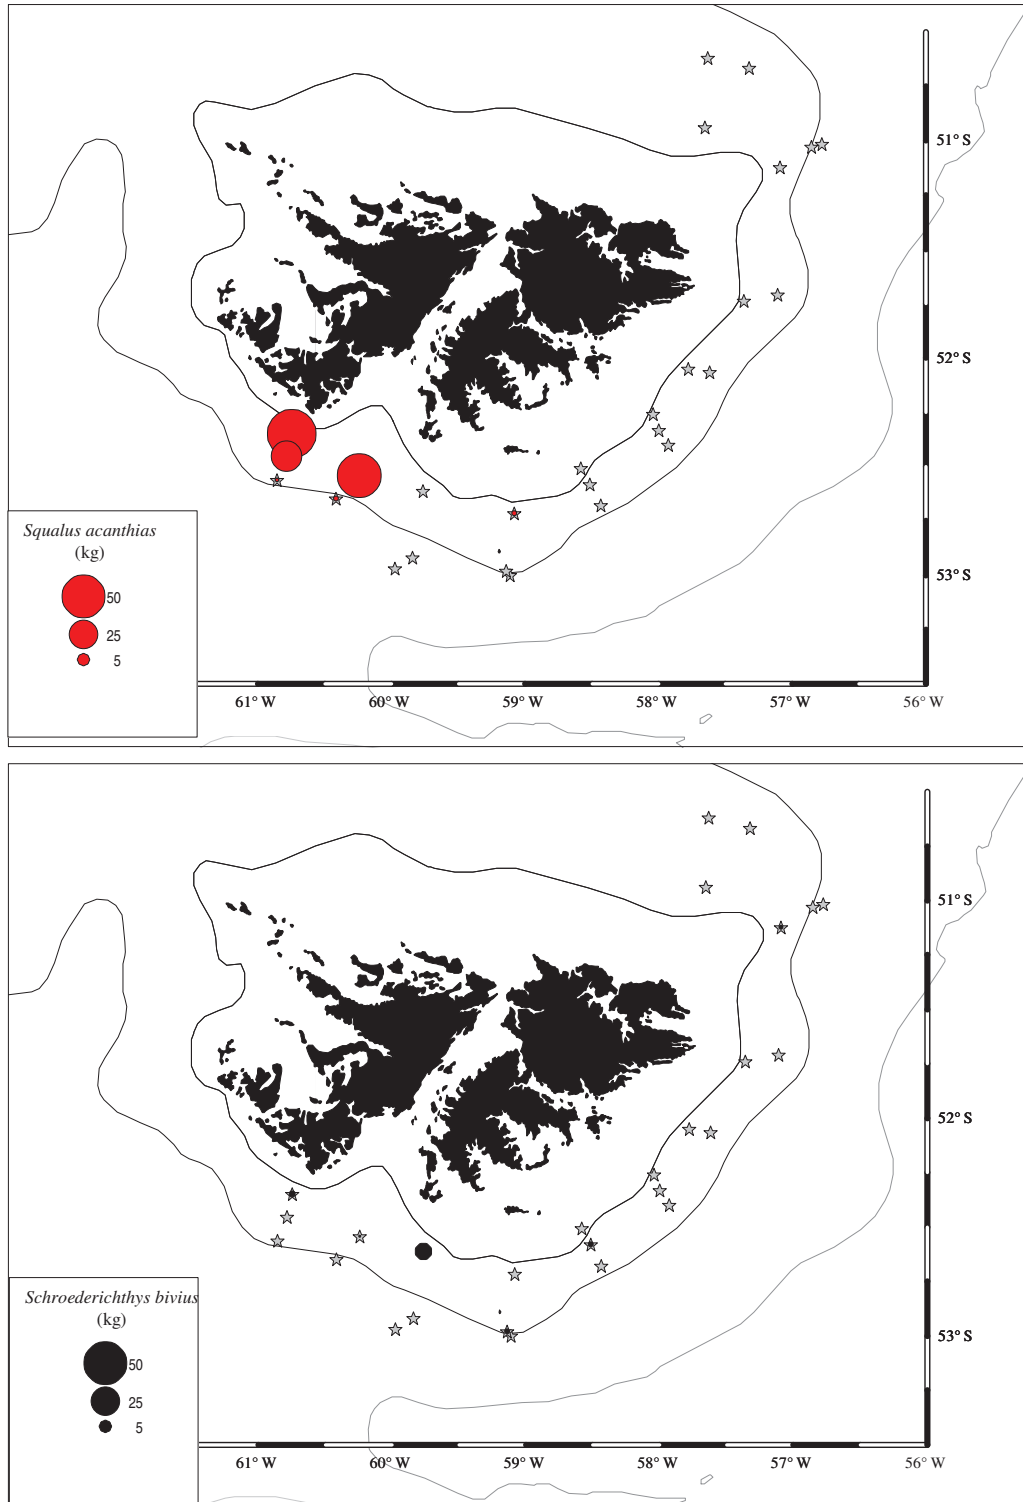 51° S
52° S
Squalus acanthias
(kg)
50
25
5
53° S
61° W 60° W 59° W 58° W 57° W 56° W
51° S
52° S
Schroederichthys bivius
(kg)
50
25
5
53° S
61° W 60° W 59° W 58° W 57° W 56° W